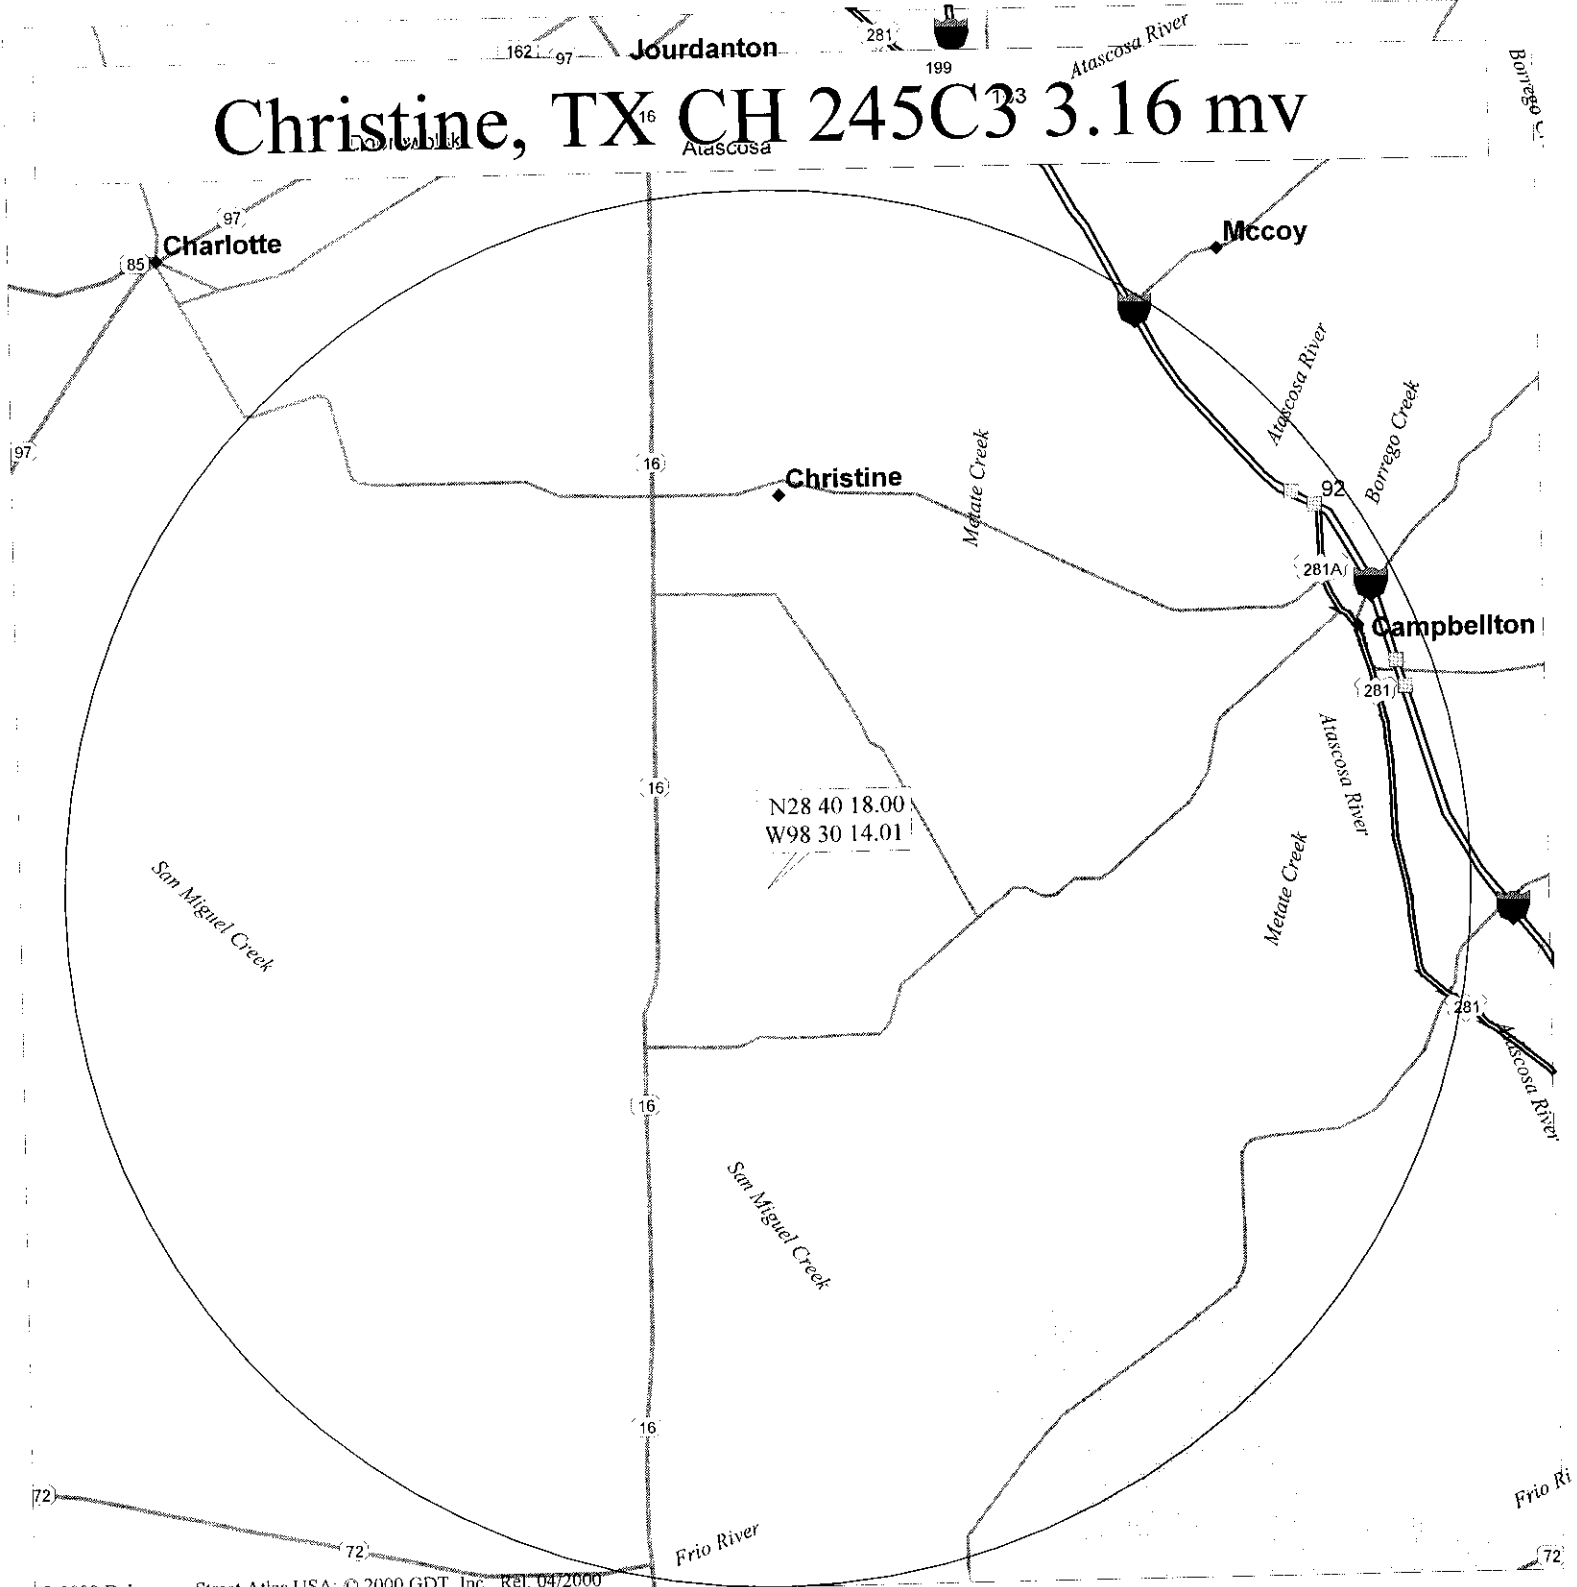 162 97 Jourdanton 281 Atascosa River
199
Christine, TX CH 245C3 3.16 mv
16
Atascosa
97
Charlotte
85
Mccoy
97
Atascosa River
Borrego Creek
16
Christine
Metate Creek
92
281A
Campbellton
281
16
N28 40 18.00
W98 30 14.01
Atascosa River
Metate Creek
San Miguel Creek
281
Atascosa River
16
San Miguel Creek
16
72
Frio River
72
72
Street Atlas USA; © 2000 GDT, Inc., Rel. 04/2000